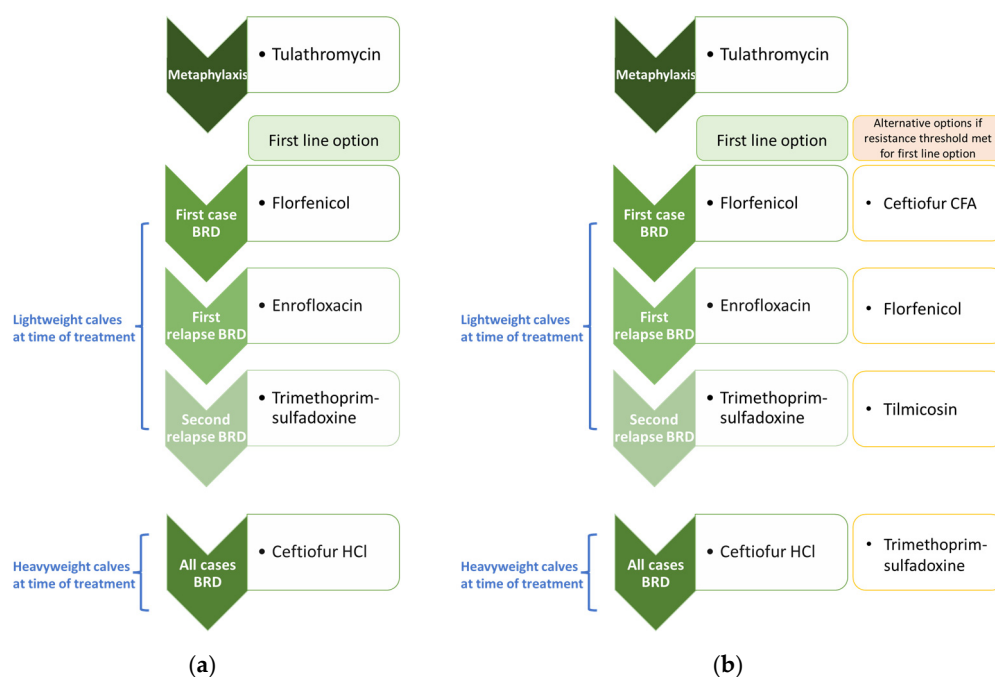 Metaphylaxis
• Tulathromycin
First line option
First case
BRD
• Florfenicol
First
relapse BRD
• Enrofloxacin
Second
relapse BRD
• Trimethoprim-
sulfadoxine
Lightweight calves
at time of treatment
All cases
BRD
• Ceftiofur HCl
Heavyweight calves
at time of treatment
(a)
Metaphylaxis
• Tulathromycin
First line option
Alternative options if
resistance threshold met
for first line option
First case
BRD
• Florfenicol
• Ceftiofur CFA
First
relapse BRD
• Enrofloxacin
• Florfenicol
Second
relapse BRD
• Trimethoprim-
sulfadoxine
• Tilmicosin
Lightweight calves
at time of treatment
All cases
BRD
• Ceftiofur HCl
• Trimethoprim-
sulfadoxine
Heavyweight calves
at time of treatment
(b)